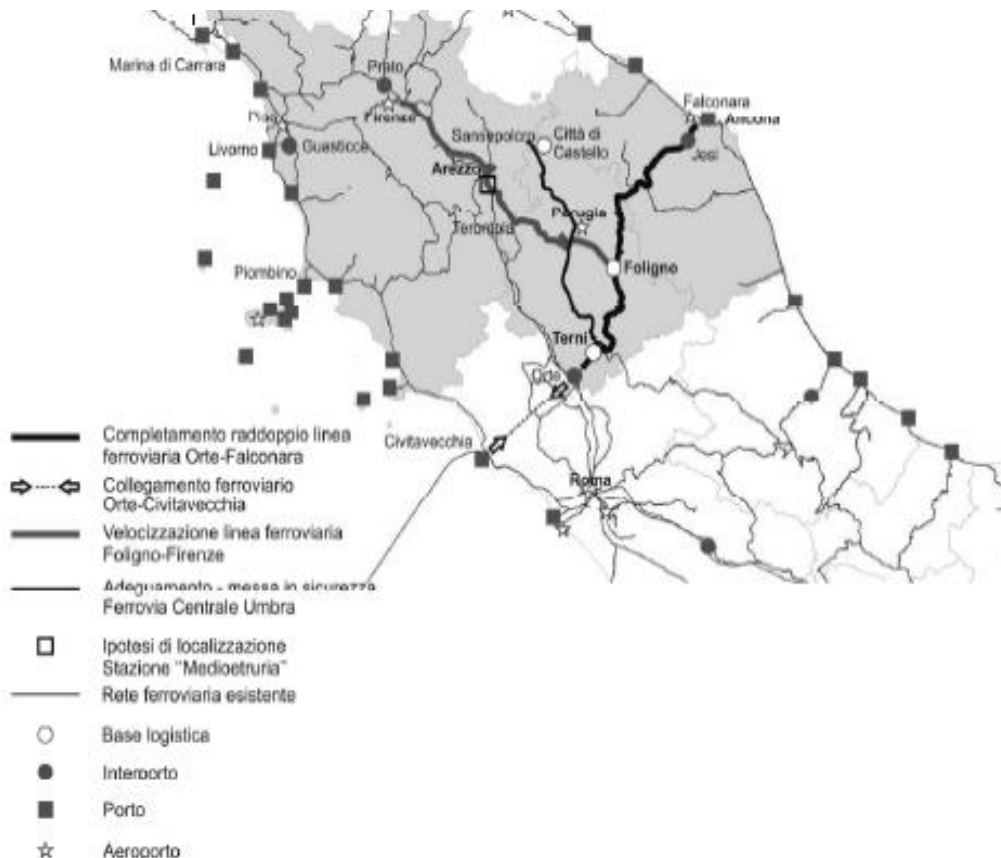 Marina di Carrara
Prato
Firenze
Falconara
Ancona
Sansepolcro
Città di
Castello
Jesi
Livorno
Guasticce
Arezzo
Perugia
Terontola
Foligno
Piombino
Terni
Orte
Civitavecchia
Roma
Completamento raddoppio linea
ferroviaria Orte-Falconara
Collegamento ferroviario
Orte-Civitavecchia
Velocizzazione linea ferroviaria
Foligno-Firenze
Adeguamento - messa in sicurezza
Ferrovia Centrale Umbra
Ipotesi di localizzazione
Stazione "Medioetruria"
Rete ferroviaria esistente
Base logistica
Interporto
Porto
Aeroporto